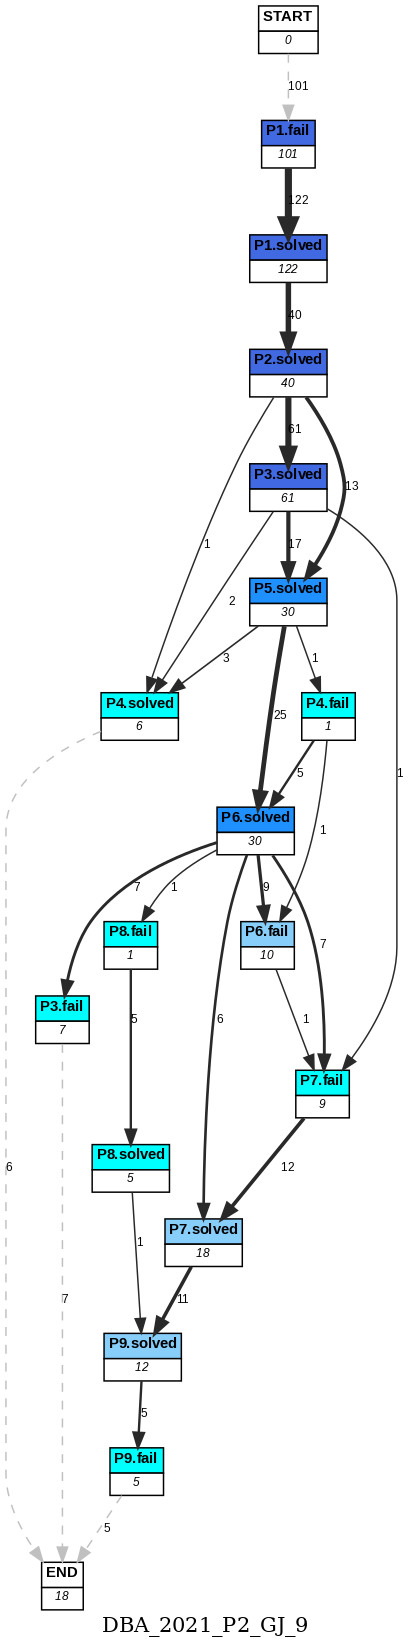 START
0
101
P1.fail
101
122
P1.solved
122
40
P2.solved
40
61
13
P3.solved
61
1
2
17
P5.solved
30
3
1
25
P4.solved
6
P4.fail
1
5
1
1
P6.solved
30
7
1
9
7
P8.fail
1
P6.fail
10
P3.fail
7
5
6
1
P7.fail
9
P8.solved
5
12
6
P7.solved
18
1
7
11
P9.solved
12
5
P9.fail
5
5
END
18
DBA_2021_P2_GJ_9